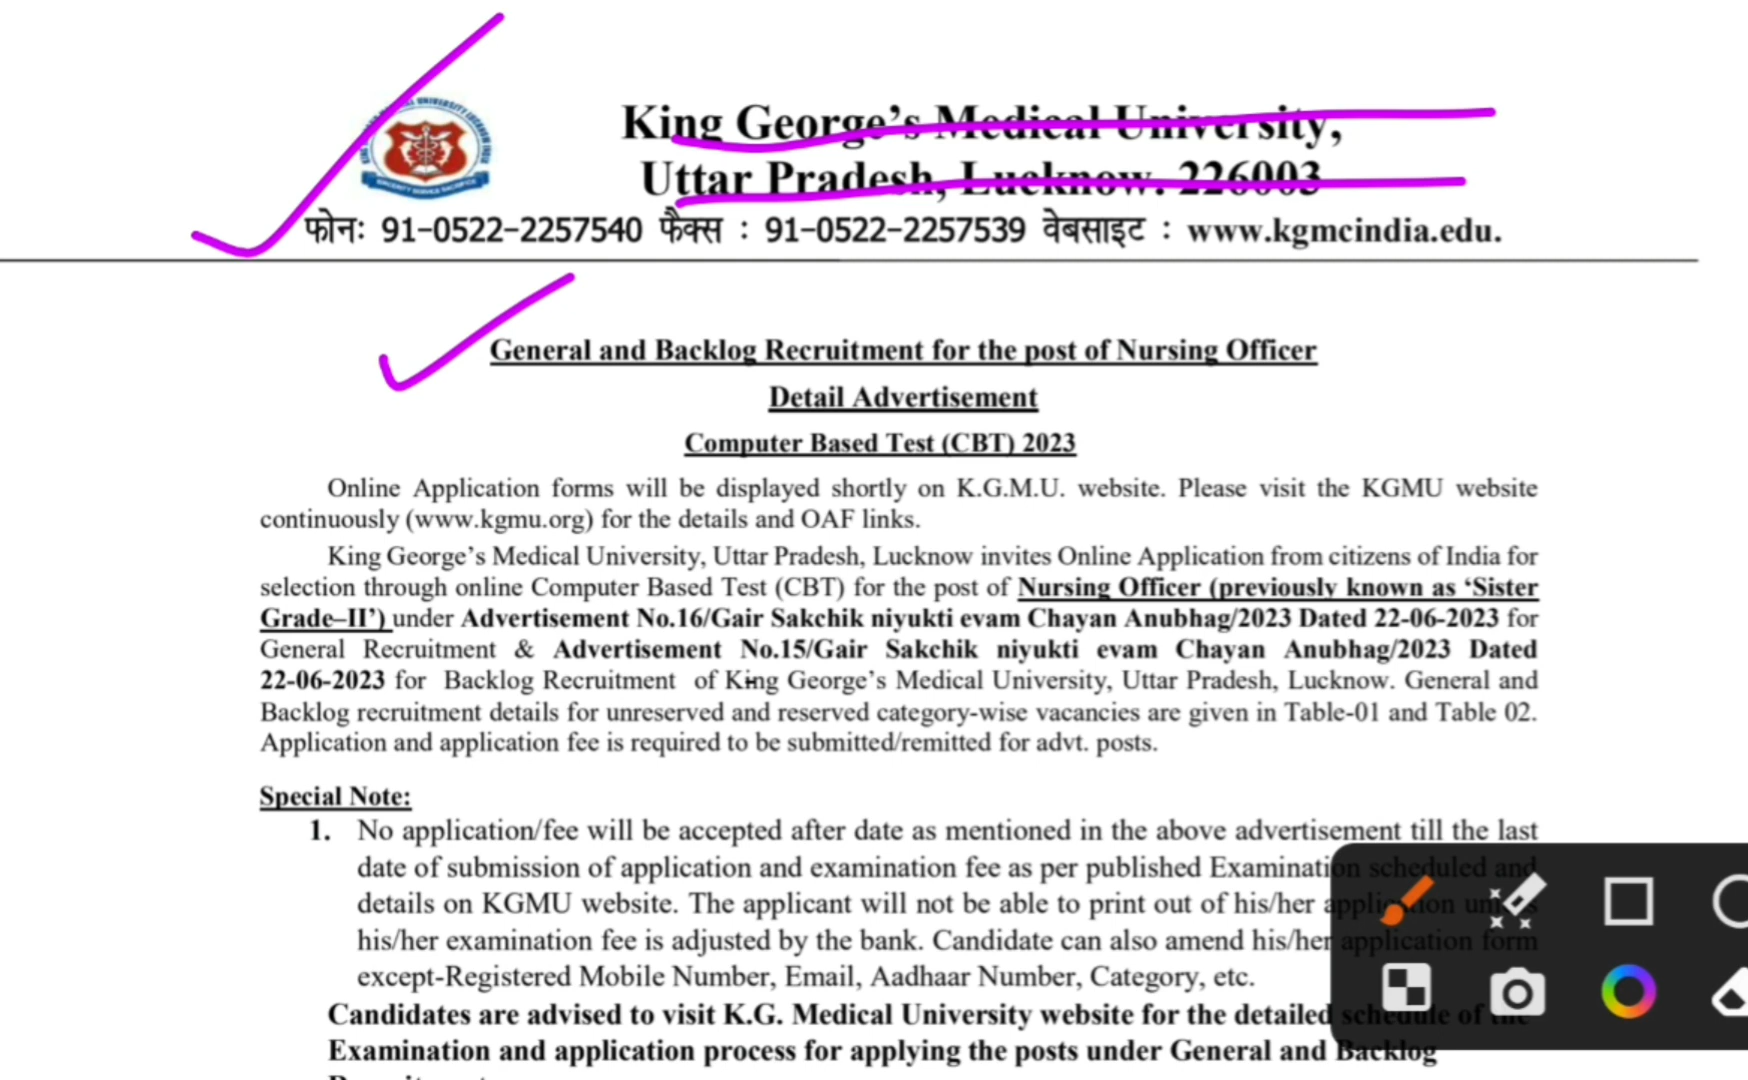 King George's Medical University,
Uttar Pradesh, Lucknow. 226003
फोनः 91-0522-2257540 फैक्स : 91-0522-2257539 वेबसाइट : www.kgmcindia.edu.
General and Backlog Recruitment for the post of Nursing Officer
Detail Advertisement
Computer Based Test (CBT) 2023
Online Application forms will be displayed shortly on K.G.M.U. website. Please visit the KGMU website
continuously (www.kgmu.org) for the details and OAF links.
King George's Medical University, Uttar Pradesh, Lucknow invites Online Application from citizens of India for
selection through online Computer Based Test (CBT) for the post of Nursing Officer (previously known as 'Sister
Grade–II') under Advertisement No.16/Gair Sakchik niyukti evam Chayan Anubhag/2023 Dated 22-06-2023 for
General Recruitment & Advertisement No.15/Gair Sakchik niyukti evam Chayan Anubhag/2023 Dated
22-06-2023 for Backlog Recruitment of King George's Medical University, Uttar Pradesh, Lucknow. General and
Backlog recruitment details for unreserved and reserved category-wise vacancies are given in Table-01 and Table 02.
Application and application fee is required to be submitted/remitted for advt. posts.
Special Note:
1. No application/fee will be accepted after date as mentioned in the above advertisement till the last
date of submission of application and examination fee as per published Examination scheduled and
details on KGMU website. The applicant will not be able to print out of his/her application
his/her examination fee is adjusted by the bank. Candidate can also amend his/her application form
except-Registered Mobile Number, Email, Aadhaar Number, Category, etc.
Candidates are advised to visit K.G. Medical University website for the detailed schedule of the
Examination and application process for applying the posts under General and Backlog